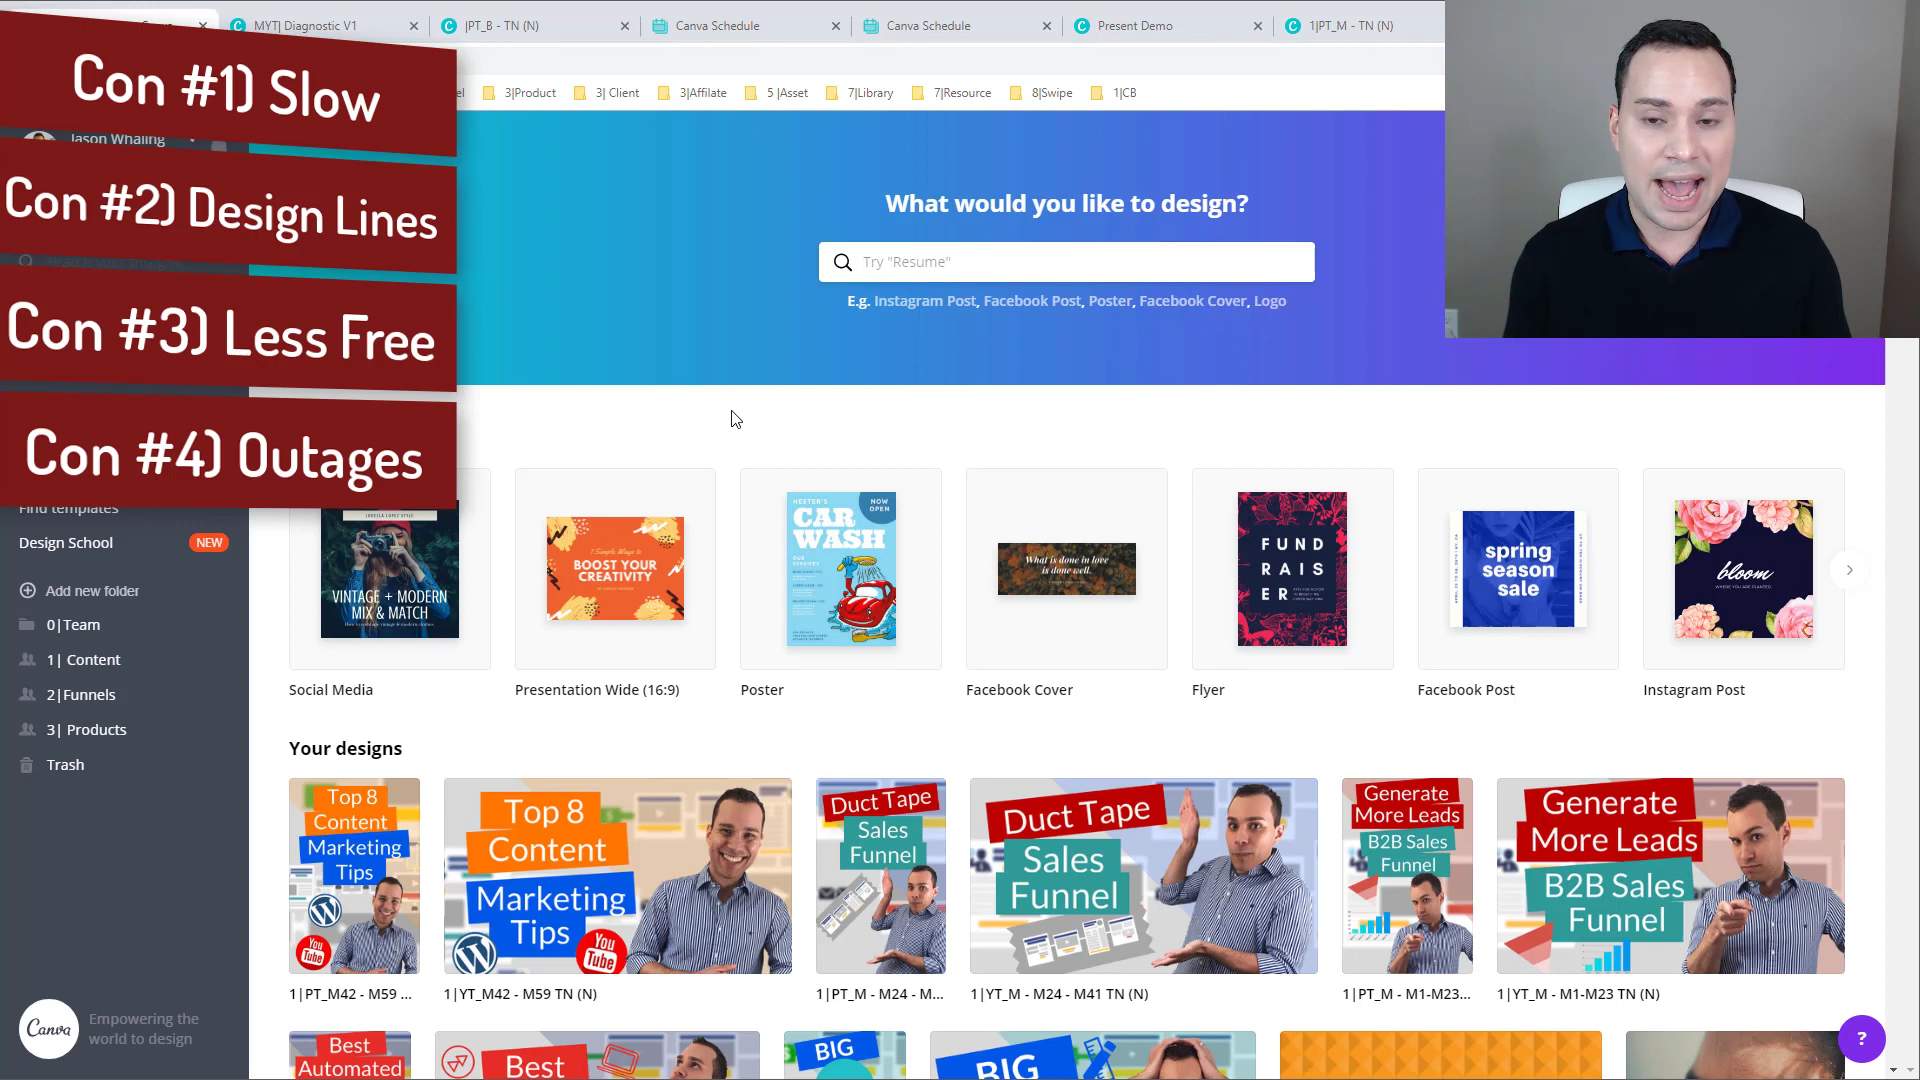 MYT| Diagnostic V1
|PT_B - TN (N)
Canva Schedule
Canva Schedule
Present Demo
1|PT_M - TN (N)
3|Product
3| Client
3|Affilate
5 |Asset
7|Library
7|Resource
8|Swipe
1|CB
Con #1) Slow
Jason Whaling
Con #2) Design Lines
Con #3) Less Free
Con #4) Outages
What would you like to design?
Try "Resume"
E.g. Instagram Post, Facebook Post, Poster, Facebook Cover, Logo
Find templates
Design School
NEW
Add new folder
0|Team
1| Content
2|Funnels
3| Products
Trash
VINTAGE + MODERN
MIX & MATCH
7 Simple Ways to
BOOST YOUR
CREATIVITY
HESTER'S
CAR
WASH
NOW
OPEN
What is done in love
is done well.
FUND
RAIS
ER
spring
season
sale
bloom
Social Media
Presentation Wide (16:9)
Poster
Facebook Cover
Flyer
Facebook Post
Instagram Post
Your designs
Top 8
Content
Marketing
Tips
You
Tube
Top 8
Content
Marketing
Tips
You
Tube
Duct Tape
Sales
Funnel
Duct Tape
Sales
Funnel
Generate
More Leads
B2B Sales
Funnel
Generate
More Leads
B2B Sales
Funnel
1|PT_M42 - M59 ...
1|YT_M42 - M59 TN (N)
1|PT_M - M24 - M...
1|YT_M - M24 - M41 TN (N)
1|PT_M - M1-M23...
1|YT_M - M1-M23 TN (N)
Canva
Empowering the
world to design
Best
Automated
Best
BIG
BIG
?